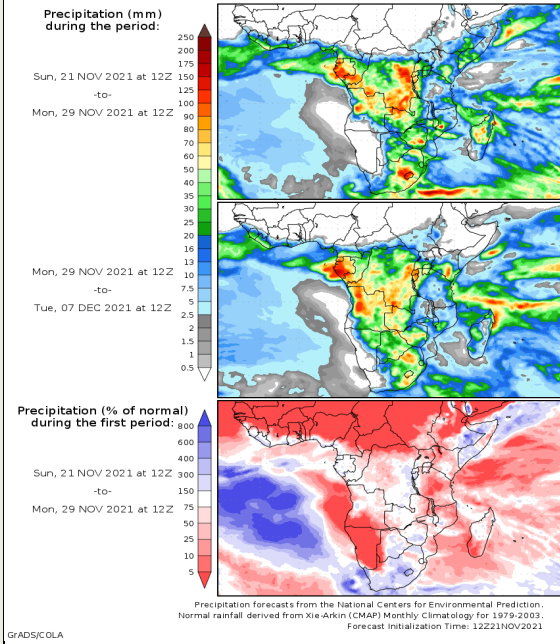 Precipitation (mm)
during the period:
250
200
175
150
125
100
90
80
70
60
50
40
35
30
25
20
16
13
10
7.5
5
2.5
2
1.5
1
0.5
Sun, 21 NOV 2021 at 12Z
-to-
Mon, 29 NOV 2021 at 12Z
Mon, 29 NOV 2021 at 12Z
-to-
Tue, 07 DEC 2021 at 12Z
Precipitation (% of normal)
during the first period:
800
600
400
300
150
75
50
25
10
5
Sun, 21 NOV 2021 at 12Z
-to-
Mon, 29 NOV 2021 at 12Z
Precipitation forecasts from the National Centers for Environmental Prediction.
Normal rainfall derived from Xie-Arkin (CMAP) Monthly Climatology for 1979-2003.
Forecast Initialization Time: 12Z21NOV2021
GrADS/COLA